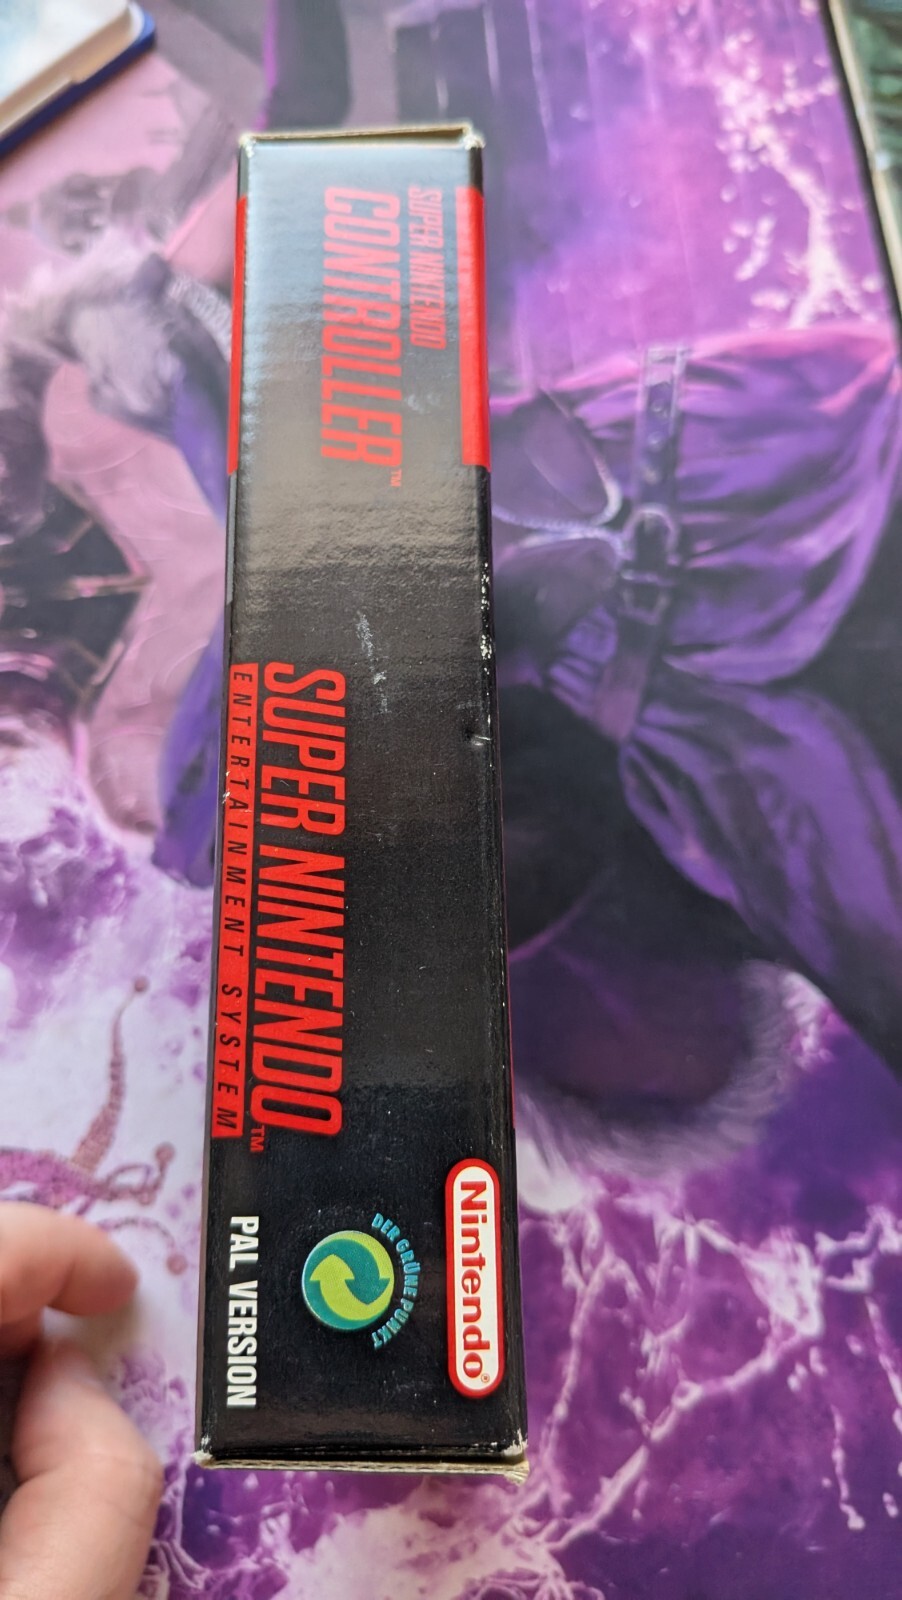 SUPER NINTENDO
CONTROLLER™
SUPER NINTENDO™
ENTERTAINMENT SYSTEM
Nintendo®
DER GRÜNE PUNKT
PAL VERSION